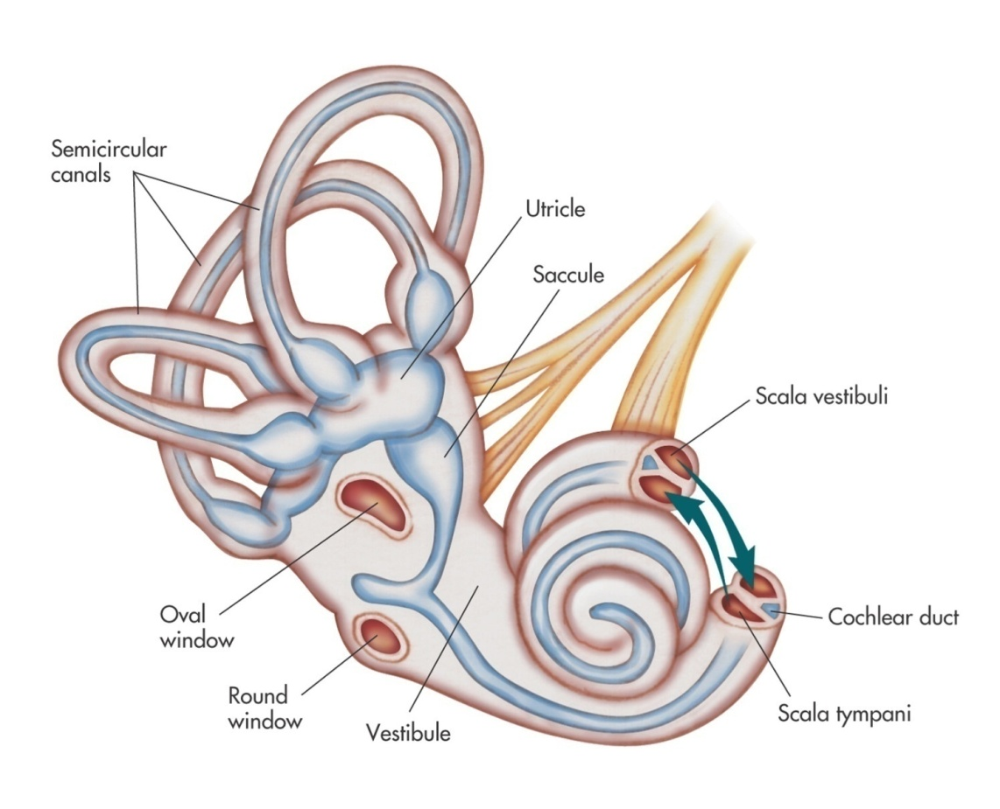 Semicircular
canals
Utricle
Saccule
Scala vestibuli
Oval
window
Cochlear duct
Round
window
Scala tympani
Vestibule